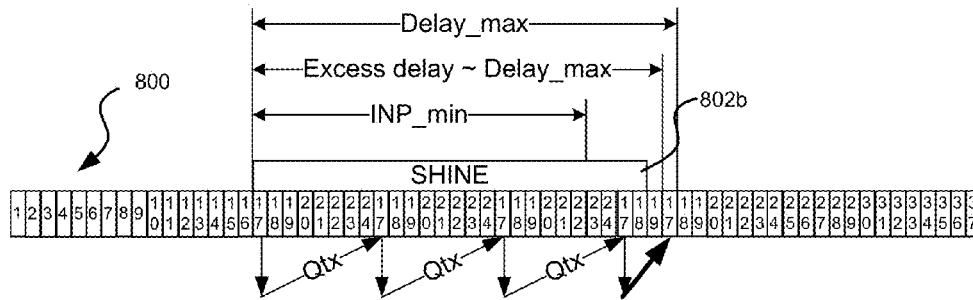 Delay_max
800
Excess delay ~ Delay_max
802b
INP_min
SHINE
1 2 3 4 5 6 7 8 9 10 11 12 13 14 15 16 17 18 19 20 21 22 23 24 17 18 19 20 21 22 23 24 17 18 19 20 21 22 23 24 17 18 19 17 18 19 20 21 22 23 24 25 26 27 28 29 30 31 32 33 34 35 36 37
Qtx Qtx Qtx